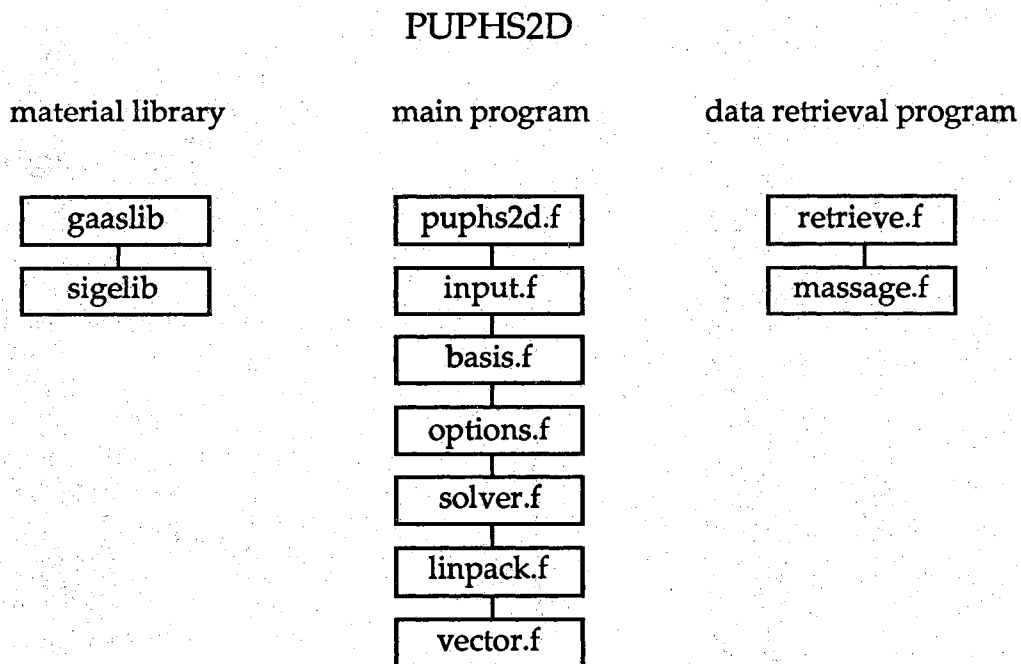 PUPHS2D
material library
main program
data retrieval program
gaaslib
sigelib
puphs2d.f
input.f
basis.f
options.f
solver.f
linpack.f
vector.f
retrieve.f
massage.f